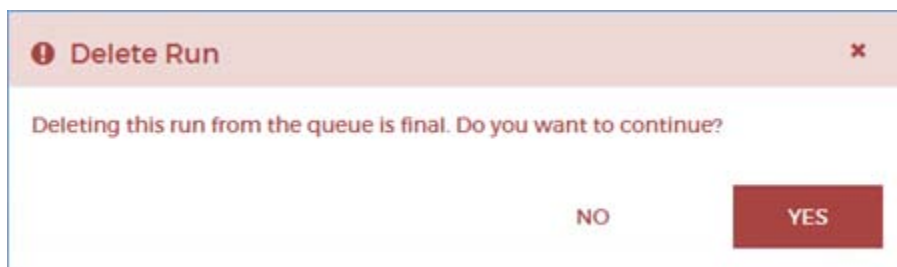 Delete Run
Deleting this run from the queue is final. Do you want to continue?
NO
YES